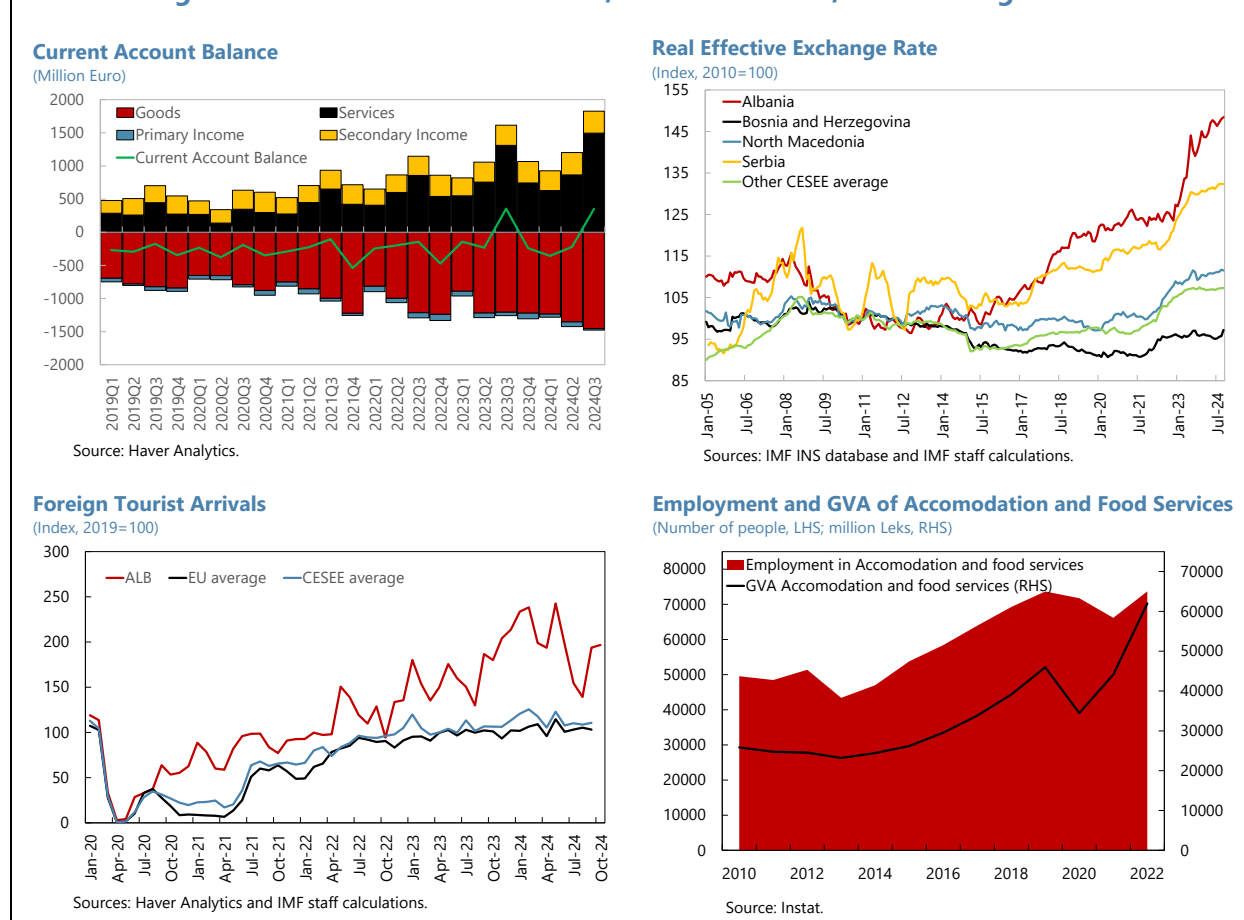 Current Account Balance
(Million Euro)
2000
1500
1000
500
0
-500
-1000
-1500
-2000
Goods
Services
Primary Income
Secondary Income
Current Account Balance
2019Q1
2019Q2
2019Q3
2019Q4
2020Q1
2020Q2
2020Q3
2020Q4
2021Q1
2021Q2
2021Q3
2021Q4
2022Q1
2022Q2
2022Q3
2022Q4
2023Q1
2023Q2
2023Q3
2023Q4
2024Q1
2024Q2
2024Q3
Source: Haver Analytics.
Real Effective Exchange Rate
(Index, 2010=100)
155
145
135
125
115
105
95
85
Albania
Bosnia and Herzegovina
North Macedonia
Serbia
Other CESEE average
Jan-05
Jul-06
Jan-08
Jul-09
Jan-11
Jul-12
Jan-14
Jul-15
Jan-17
Jul-18
Jan-20
Jul-21
Jan-23
Jul-24
Sources: IMF INS database and IMF staff calculations.
Foreign Tourist Arrivals
(Index, 2019=100)
300
250
200
150
100
50
0
ALB
EU average
CESEE average
Jan-20
Apr-20
Jul-20
Oct-20
Jan-21
Apr-21
Jul-21
Oct-21
Jan-22
Apr-22
Jul-22
Oct-22
Jan-23
Apr-23
Jul-23
Oct-23
Jan-24
Apr-24
Jul-24
Oct-24
Sources: Haver Analytics and IMF staff calculations.
Employment and GVA of Accomodation and Food Services
(Number of people, LHS; million Leks, RHS)
80000
70000
60000
50000
40000
30000
20000
10000
0
Employment in Accomodation and food services
GVA Accomodation and food services (RHS)
70000
60000
50000
40000
30000
20000
10000
0
2010
2012
2014
2016
2018
2020
2022
Source: Instat.